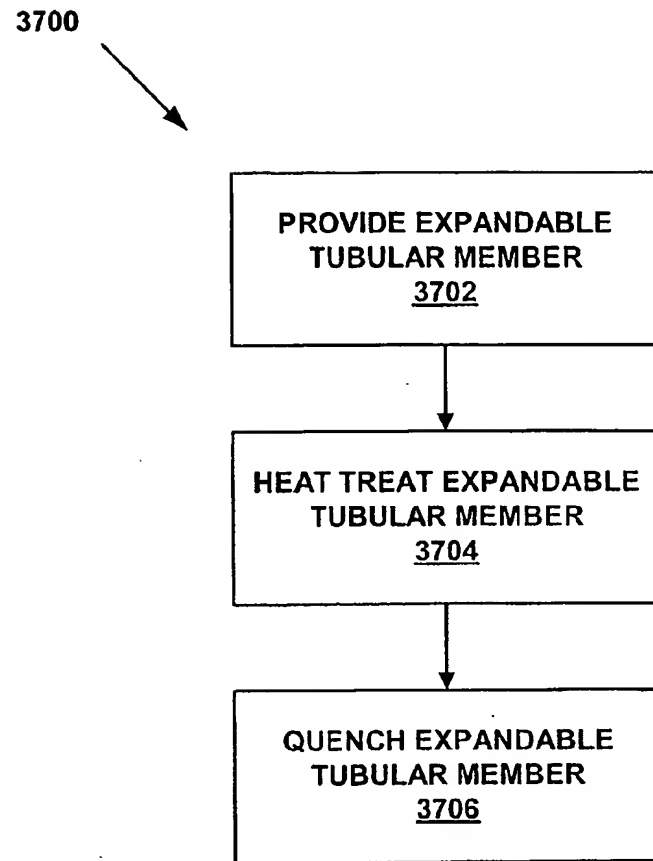 3700
PROVIDE EXPANDABLE
TUBULAR MEMBER
3702
HEAT TREAT EXPANDABLE
TUBULAR MEMBER
3704
QUENCH EXPANDABLE
TUBULAR MEMBER
3706